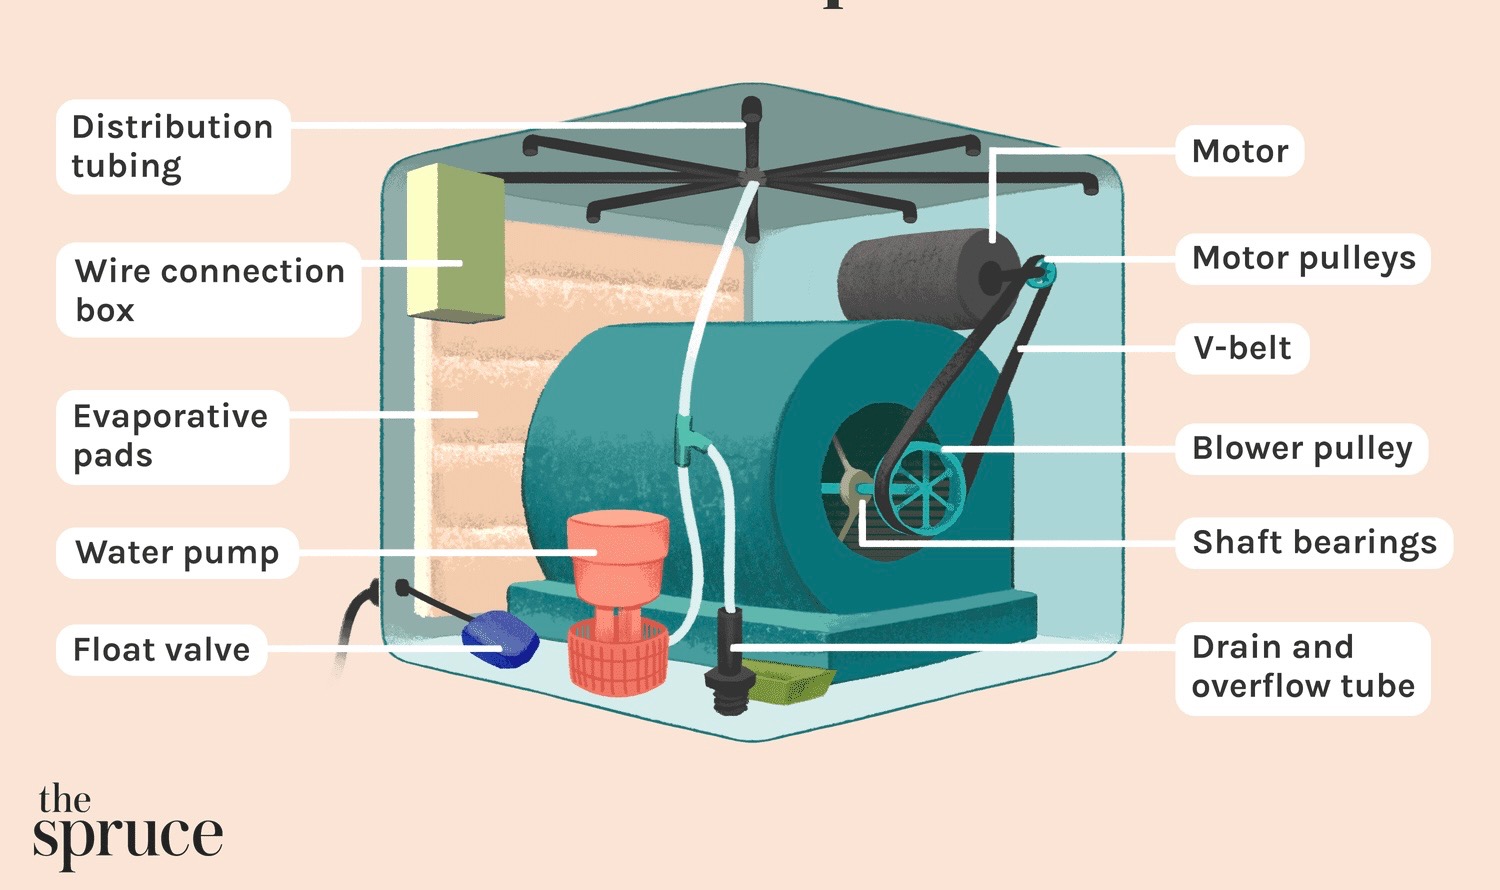 Distribution
tubing
Wire connection
box
Evaporative
pads
Water pump
Float valve
Motor
Motor pulleys
V-belt
Blower pulley
Shaft bearings
Drain and
overflow tube
the
spruce